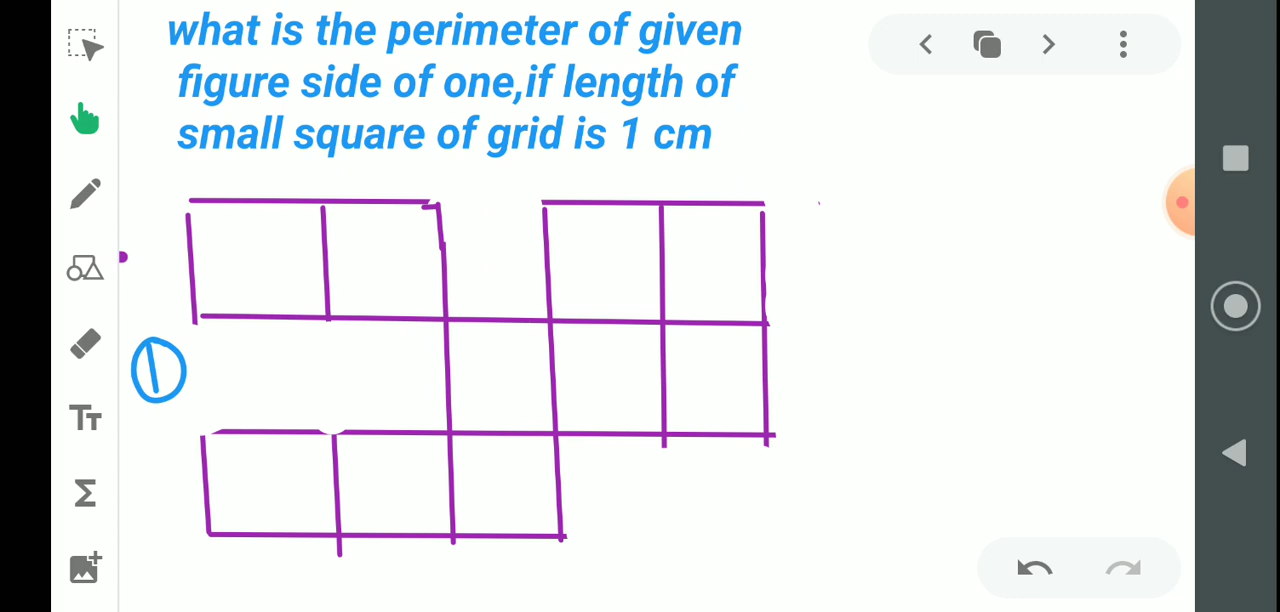 what is the perimeter of given
figure side of one,if length of
small square of grid is 1 cm
1
TT
Σ